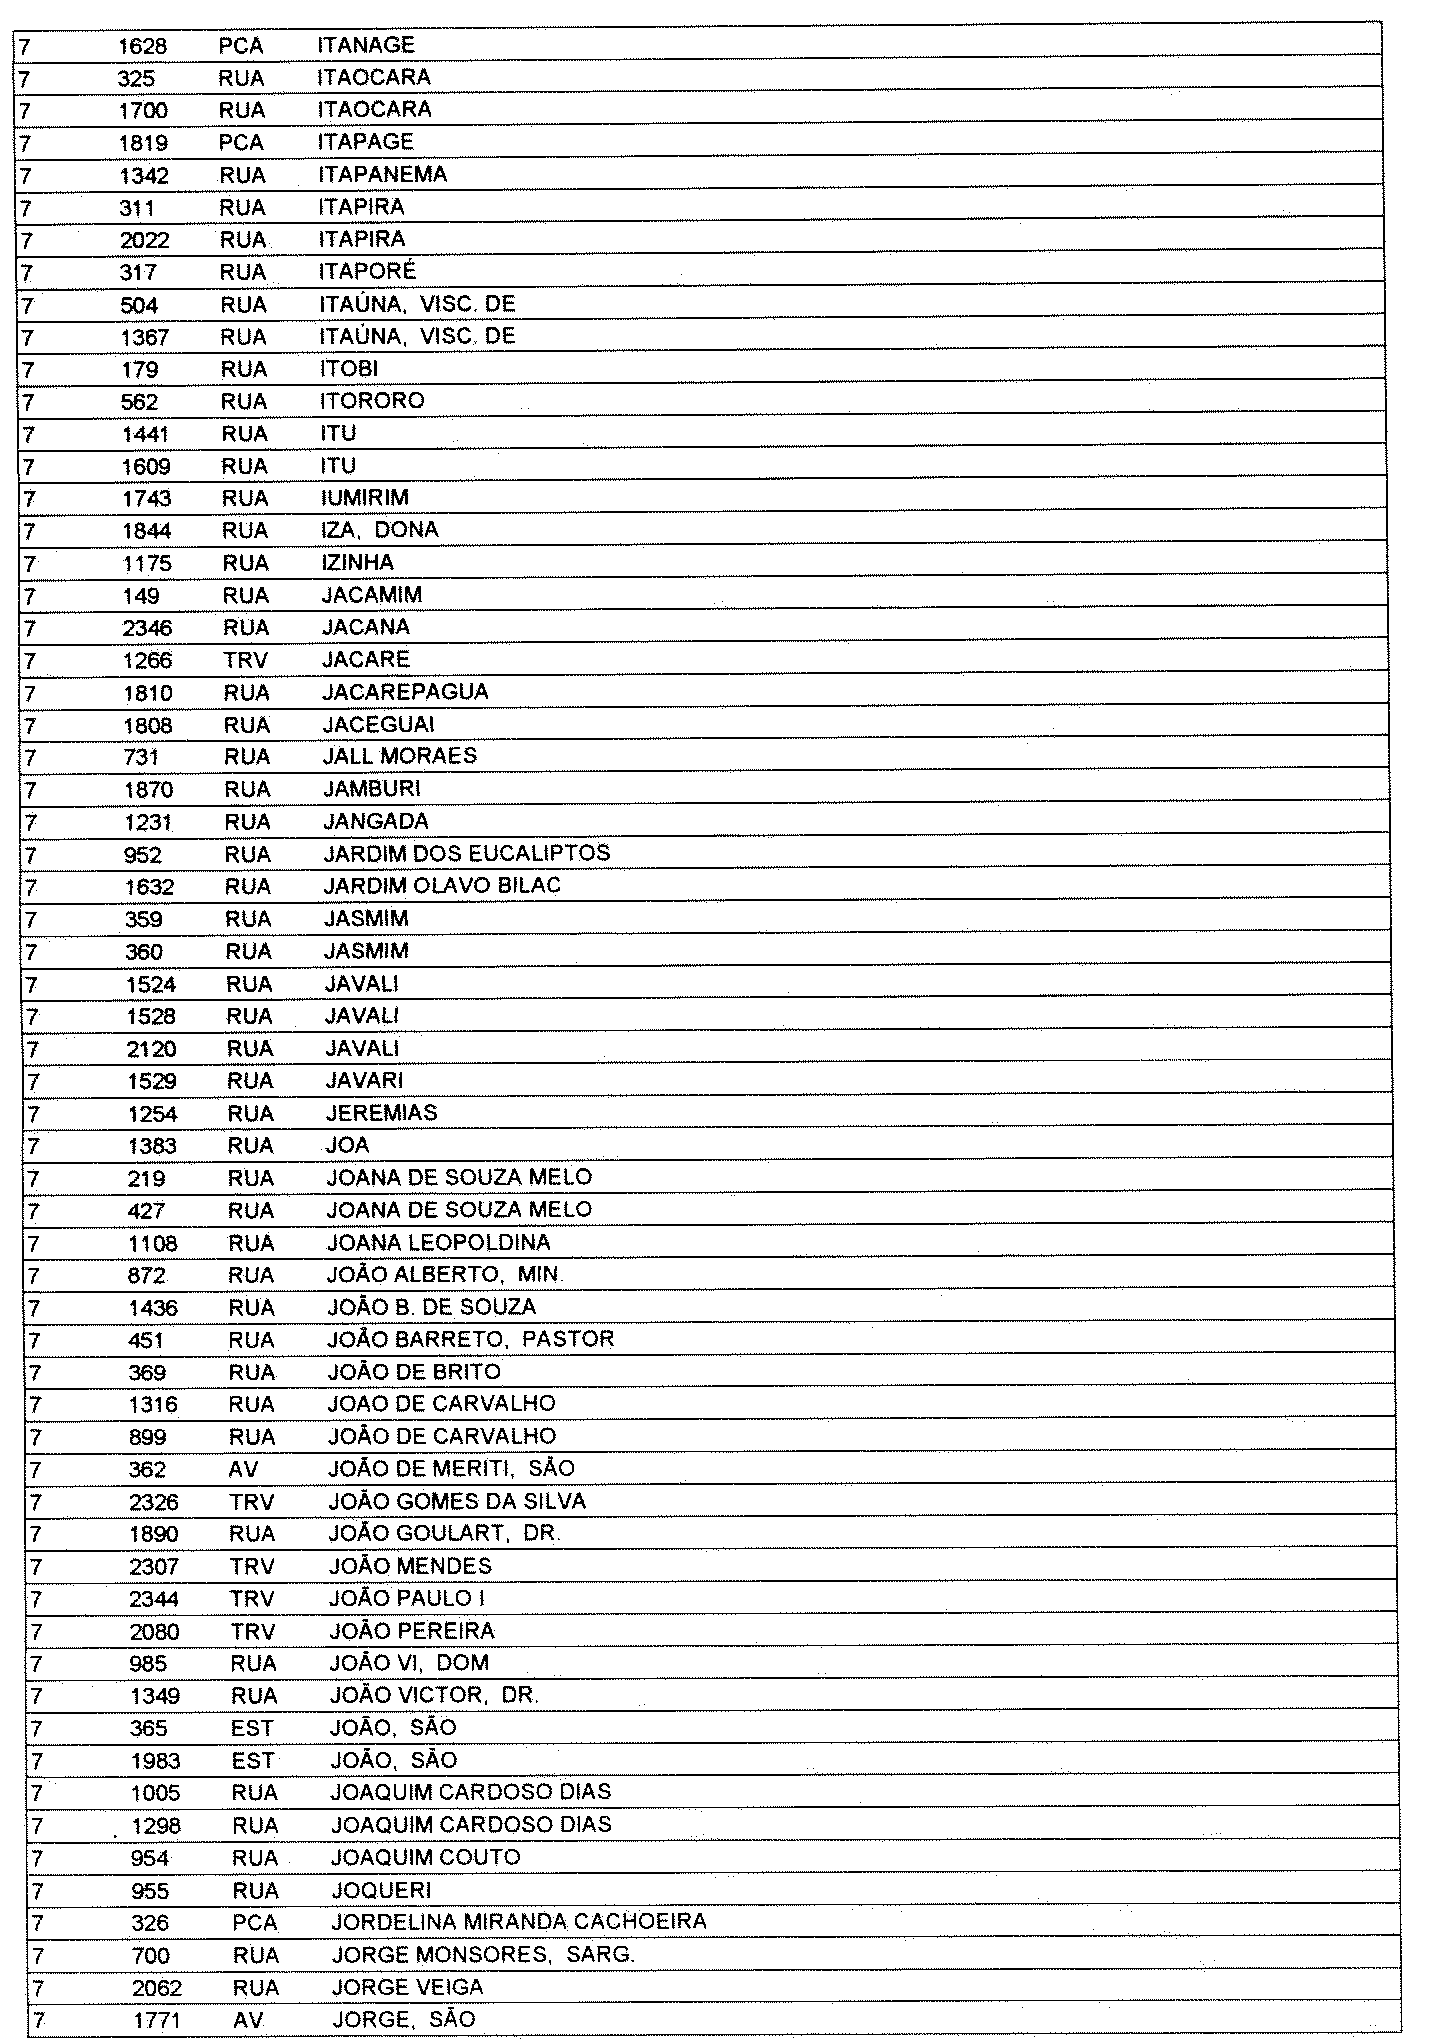 7 1628 PCA ITANAGE
7 325 RUA ITAOCARA
7 1700 RUA ITAOCARA
7 1819 PCA ITAPAGE
7 1342 RUA ITAPANEMA
7 311 RUA ITAPIRA
7 2022 RUA ITAPIRA
7 317 RUA ITAPORÉ
7 504 RUA ITAÚNA, VISC. DE
7 1367 RUA ITAÚNA, VISC. DE
7 179 RUA ITOBI
7 562 RUA ITORORO
7 1441 RUA ITU
7 1609 RUA ITU
7 1743 RUA IUMIRIM
7 1844 RUA IZA, DONA
7 1175 RUA IZINHA
7 149 RUA JACAMIM
7 2346 RUA JACANA
7 1266 TRV JACARE
7 1810 RUA JACAREPAGUA
7 1808 RUA JACEGUAI
7 731 RUA JALL MORAES
7 1870 RUA JAMBURI
7 1231 RUA JANGADA
7 952 RUA JARDIM DOS EUCALIPTOS
7 1632 RUA JARDIM OLAVO BILAC
7 359 RUA JASMIM
7 360 RUA JASMIM
7 1524 RUA JAVALI
7 1528 RUA JAVALI
7 2120 RUA JAVALI
7 1529 RUA JAVARI
7 1254 RUA JEREMIAS
7 1383 RUA JOA
7 219 RUA JOANA DE SOUZA MELO
7 427 RUA JOANA DE SOUZA MELO
7 1108 RUA JOANA LEOPOLDINA
7 872 RUA JOÃO ALBERTO, MIN.
7 1436 RUA JOÃO B. DE SOUZA
7 451 RUA JOÃO BARRETO, PASTOR
7 369 RUA JOÃO DE BRITO
7 1316 RUA JOAO DE CARVALHO
7 899 RUA JOÃO DE CARVALHO
7 362 AV JOÃO DE MERITI, SÃO
7 2326 TRV JOÃO GOMES DA SILVA
7 1890 RUA JOÃO GOULART, DR.
7 2307 TRV JOÃO MENDES
7 2344 TRV JOÃO PAULO I
7 2080 TRV JOÃO PEREIRA
7 985 RUA JOÃO VI, DOM
7 1349 RUA JOÃO VICTOR, DR.
7 365 EST JOÃO, SÃO
7 1983 EST JOÃO, SÃO
7 1005 RUA JOAQUIM CARDOSO DIAS
7 1298 RUA JOAQUIM CARDOSO DIAS
7 954 RUA JOAQUIM COUTO
7 955 RUA JOQUERI
7 326 PCA JORDELINA MIRANDA CACHOEIRA
7 700 RUA JORGE MONSORES, SARG.
7 2062 RUA JORGE VEIGA
7 1771 AV JORGE, SÃO